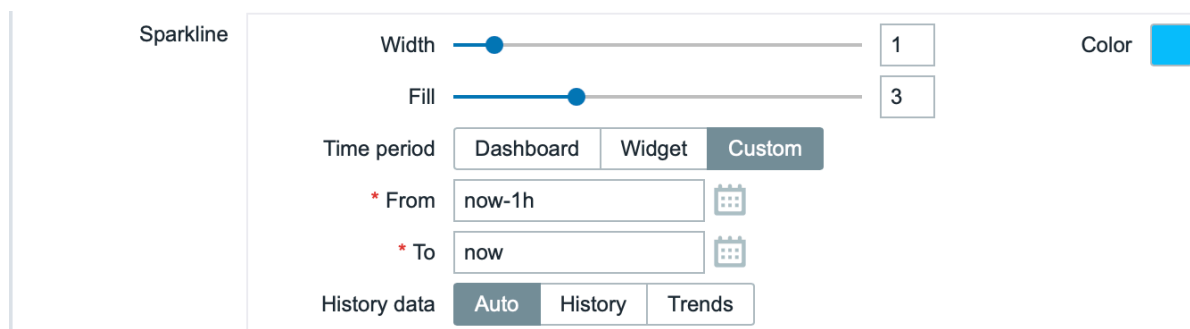 Sparkline
Width 1 Color
Fill 3
Time period Dashboard Widget Custom
* From now-1h
* To now
History data Auto History Trends